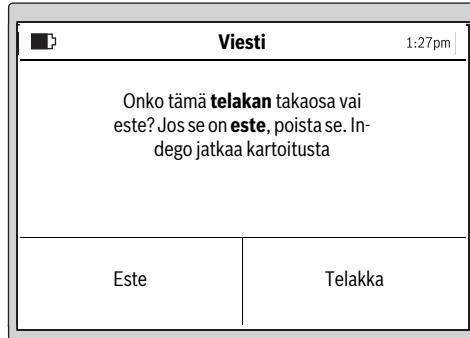 Viesti 1:27pm
Onko tämä telakan takaosa vai
este? Jos se on este, poista se. In-
dego jatkaa kartoitusta
Este Telakka